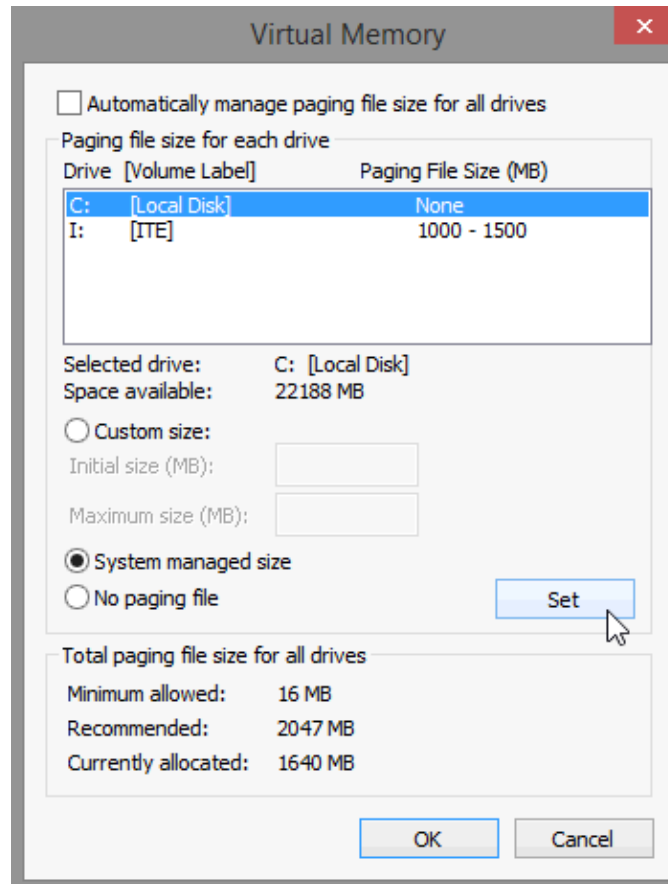 Virtual Memory
Automatically manage paging file size for all drives
Paging file size for each drive
Drive [Volume Label] Paging File Size (MB)
C: [Local Disk] None
I: [ITE] 1000 - 1500
Selected drive: C: [Local Disk]
Space available: 22188 MB
Custom size:
Initial size (MB):
Maximum size (MB):
System managed size
No paging file
Set
Total paging file size for all drives
Minimum allowed: 16 MB
Recommended: 2047 MB
Currently allocated: 1640 MB
OK Cancel